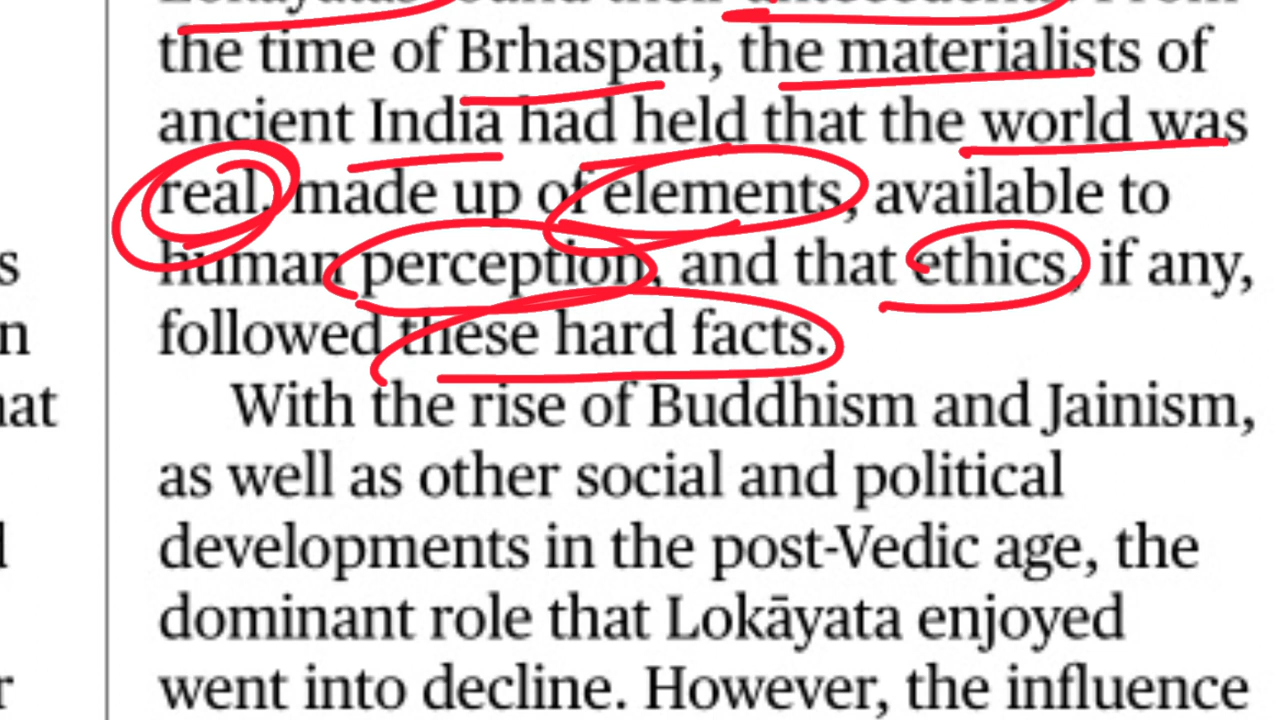 the time of Brhaspati, the materialists of
ancient India had held that the world was
real, made up of elements, available to
human perception, and that ethics, if any,
followed these hard facts.
With the rise of Buddhism and Jainism,
as well as other social and political
developments in the post-Vedic age, the
dominant role that Lokāyata enjoyed
went into decline. However, the influence